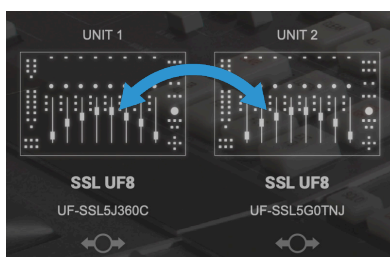 UNIT 1
UNIT 2
SSL UF8
SSL UF8
UF-SSL5J360C
UF-SSL5G0TNJ